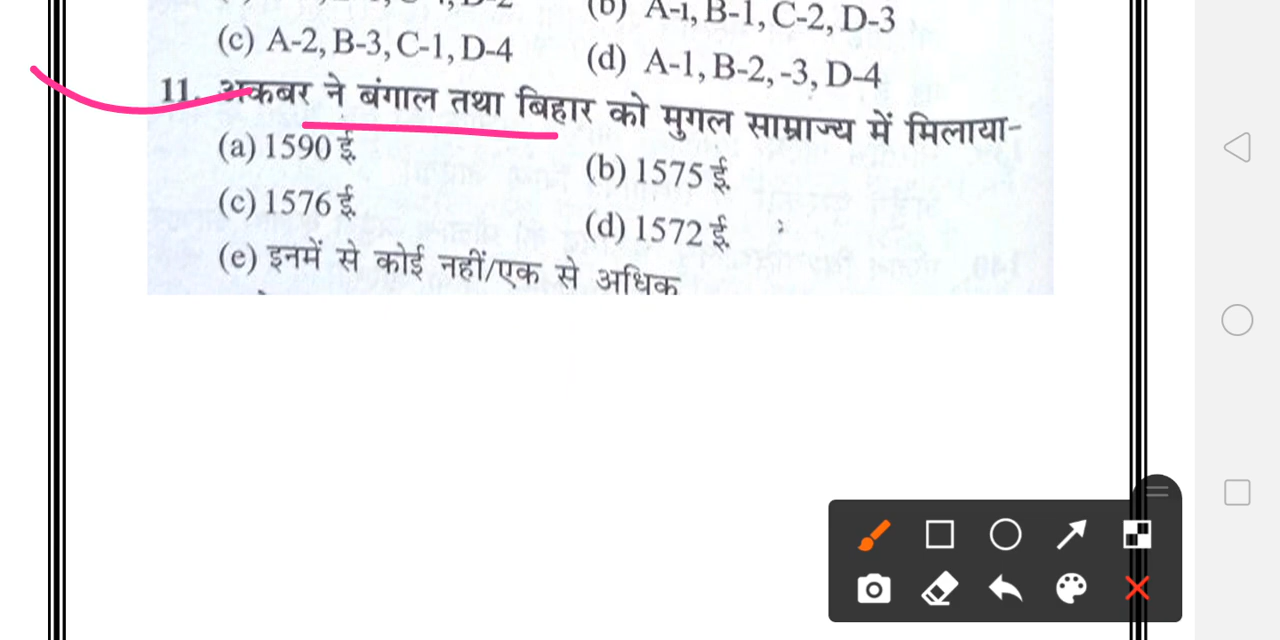 (b) A-1, B-1, C-2, D-3
(c) A-2, B-3, C-1, D-4
(d) A-1, B-2, -3, D-4
11. अकबर ने बंगाल तथा बिहार को मुगल साम्राज्य में मिलाया-
(a) 1590 ई.
(b) 1575 ई.
(c) 1576 ई.
(d) 1572 ई.
(e) इनमें से कोई नहीं/एक से अधिक